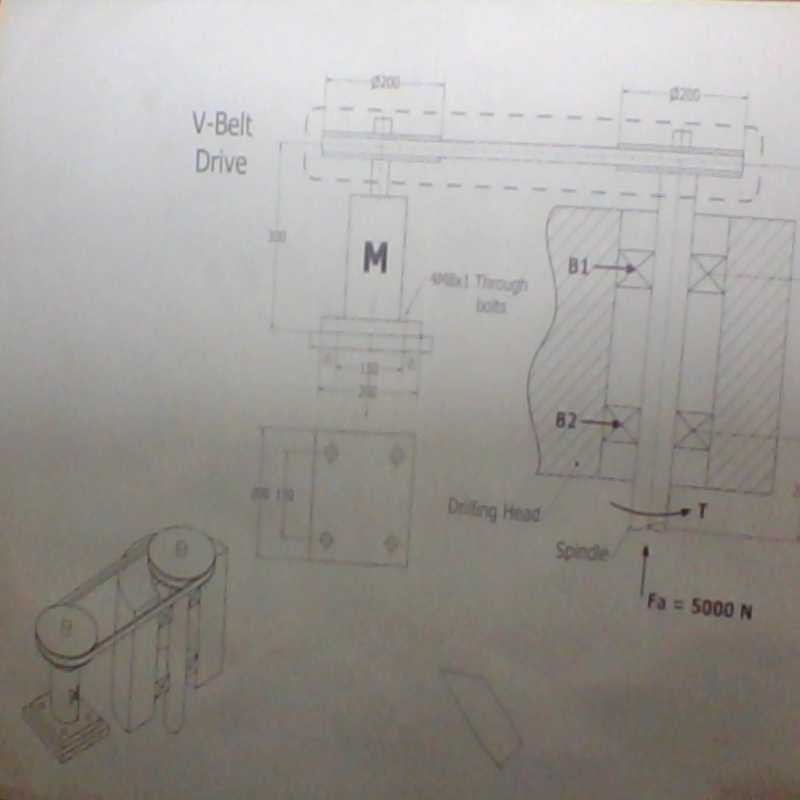 Ø200
Ø200
V-Belt
Drive
300
M
4M8x1 Through
bolts
B1
150
200
B2
200 150
Drilling Head
T
Spindle
Fa = 5000 N